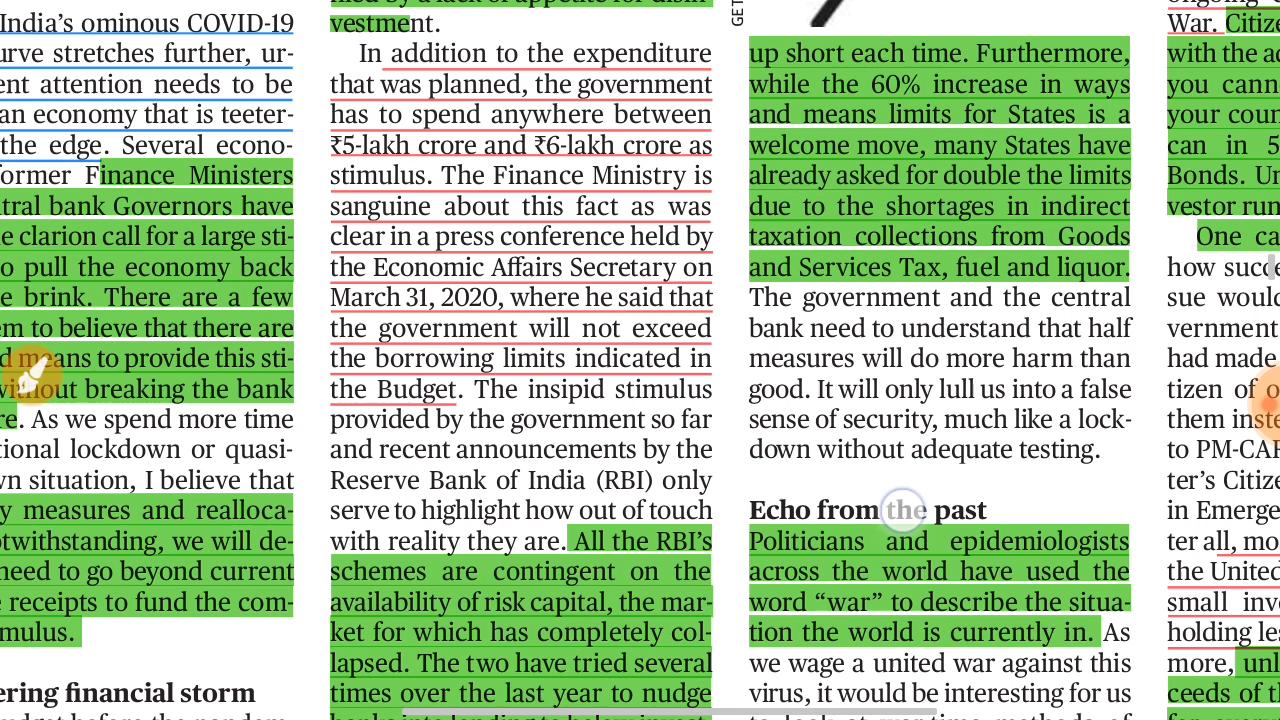 India's ominous COVID-19
urve stretches further, ur-
ent attention needs to be
an economy that is teeter-
the edge. Several econo-
ormer Finance Ministers
tral bank Governors have
e clarion call for a large sti-
o pull the economy back
e brink. There are a few
em to believe that there are
d means to provide this sti-
without breaking the bank
re. As we spend more time
tional lockdown or quasi-
wn situation, I believe that
y measures and realloca-
otwithstanding, we will de-
need to go beyond current
e receipts to fund the com-
mulus.
ering financial storm
vestment.
In addition to the expenditure
that was planned, the government
has to spend anywhere between
₹5-lakh crore and ₹6-lakh crore as
stimulus. The Finance Ministry is
sanguine about this fact as was
clear in a press conference held by
the Economic Affairs Secretary on
March 31, 2020, where he said that
the government will not exceed
the borrowing limits indicated in
the Budget. The insipid stimulus
provided by the government so far
and recent announcements by the
Reserve Bank of India (RBI) only
serve to highlight how out of touch
with reality they are. All the RBI's
schemes are contingent on the
availability of risk capital, the mar-
ket for which has completely col-
lapsed. The two have tried several
times over the last year to nudge
GET
up short each time. Furthermore,
while the 60% increase in ways
and means limits for States is a
welcome move, many States have
already asked for double the limits
due to the shortages in indirect
taxation collections from Goods
and Services Tax, fuel and liquor.
The government and the central
bank need to understand that half
measures will do more harm than
good. It will only lull us into a false
sense of security, much like a lock-
down without adequate testing.
Echo from the past
Politicians and epidemiologists
across the world have used the
word “war” to describe the situa-
tion the world is currently in. As
we wage a united war against this
virus, it would be interesting for us
War. Citize
with the ac
you cann
your coun
can in 5
Bonds. Un
vestor run
One ca
how succe
sue would
vernment
had made
tizen of o
them inste
to PM-CAR
ter's Citize
in Emerge
ter all, mo
the United
small inv
holding les
more, unl
ceeds of t